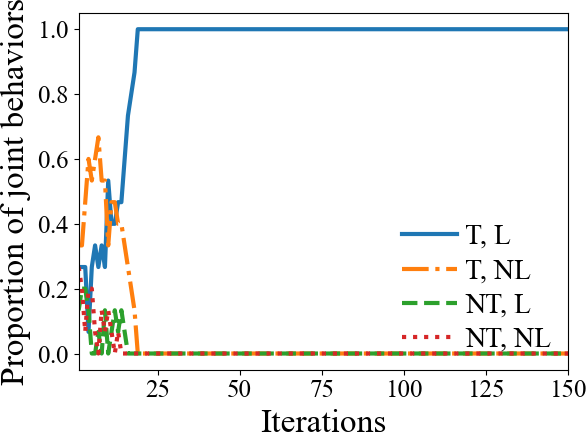 Proportion of joint behaviors
1.0
0.8
0.6
0.4
0.2
0.0
T, L
T, NL
NT, L
NT, NL
25 50 75 100 125 150
Iterations